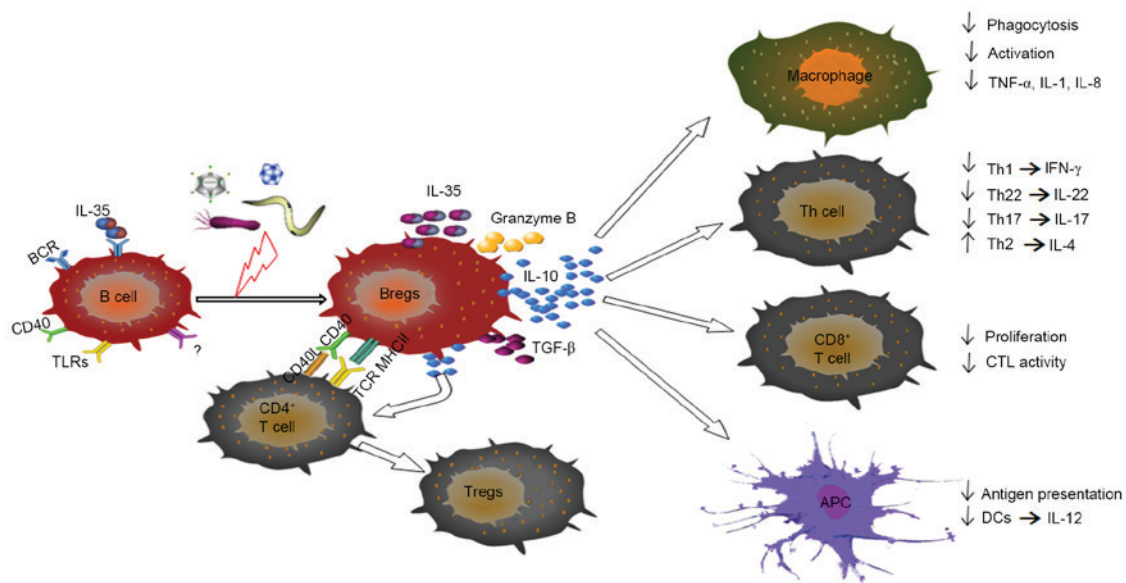 IL-35
BCR
B cell
CD40
TLRs
?
IL-35
Granzyme B
IL-10
Bregs
TGF-β
CD40L CD40
TCR MHCII
CD4⁺
T cell
Tregs
Macrophage
↓ Phagocytosis
↓ Activation
↓ TNF-α, IL-1, IL-8
Th cell
↓ Th1 → IFN-γ
↓ Th22 → IL-22
↓ Th17 → IL-17
↑ Th2 → IL-4
CD8⁺
T cell
↓ Proliferation
↓ CTL activity
APC
↓ Antigen presentation
↓ DCs → IL-12